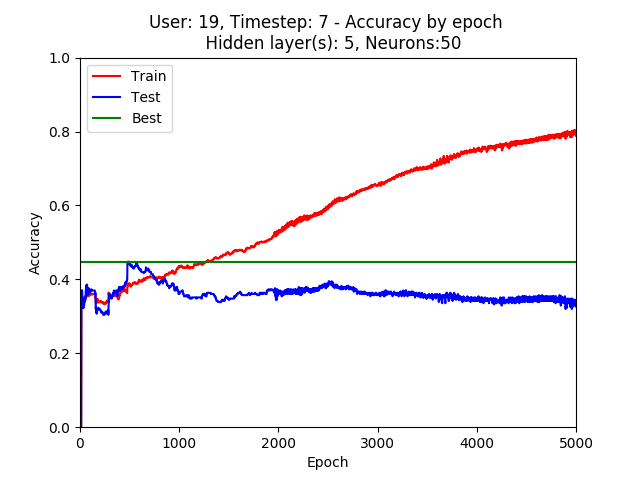 User: 19, Timestep: 7 - Accuracy by epoch
Hidden layer(s): 5, Neurons:50
Train
Test
Best
1.0
0.8
0.6
0.4
0.2
0.0
Accuracy
0 1000 2000 3000 4000 5000
Epoch